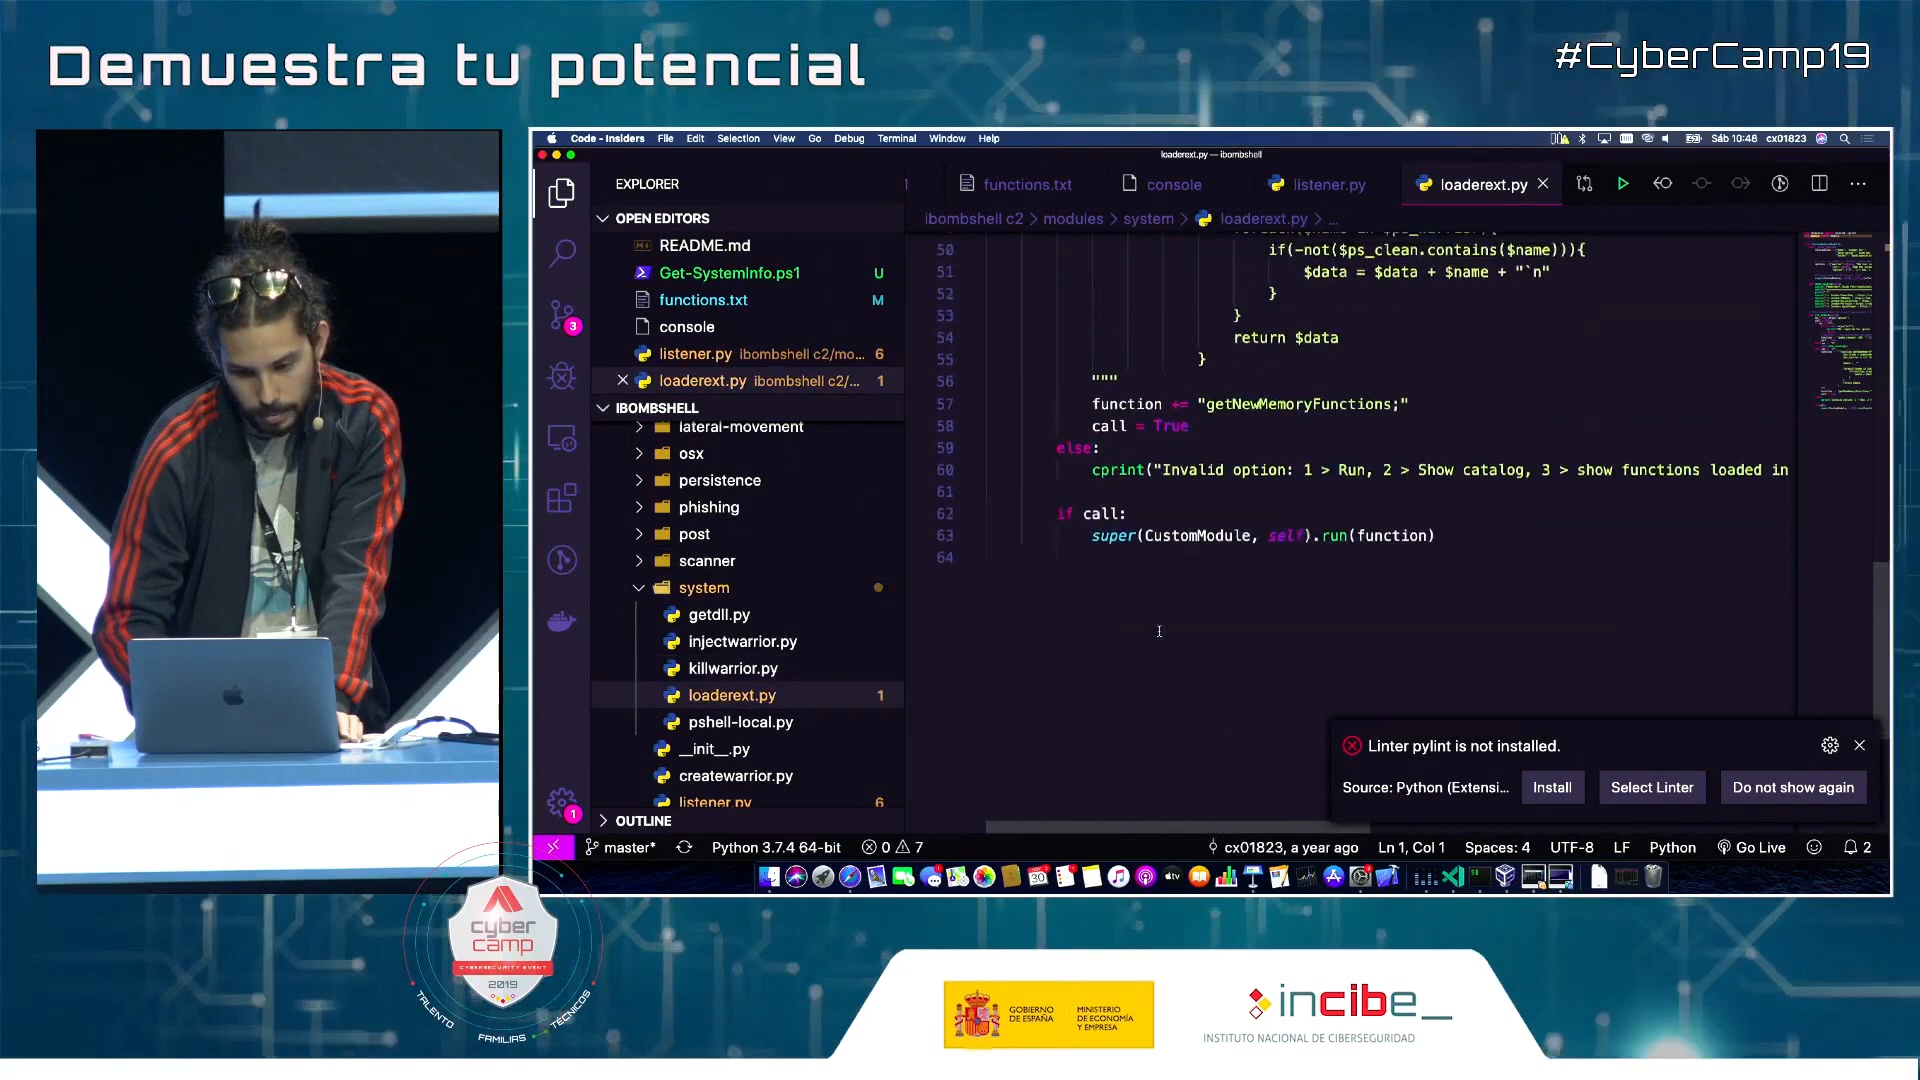 Demuestra tu potencial
#CyberCamp19
Code - Insiders File Edit Selection View Go Debug Terminal Window Help
Sáb 10:48 cx01823
loaderext.py — ibombshell
EXPLORER
functions.txt console listener.py loaderext.py
OPEN EDITORS
ibombshell c2 > modules > system > loaderext.py > ...
README.md
Get-SystemInfo.ps1 U
functions.txt M
console
listener.py ibombshell c2/mo... 6
loaderext.py ibombshell c2/... 1
IBOMBSHELL
lateral-movement
osx
persistence
phishing
post
scanner
system
getdll.py
injectwarrior.py
killwarrior.py
loaderext.py 1
pshell-local.py
__init__.py
createwarrior.py
listener.py 6
OUTLINE
3
1
50 if(-not($ps_clean.contains($name))){
51 $data = $data + $name + "`n"
52 }
53 }
54 return $data
55 }
56 """
57 function += "getNewMemoryFunctions;"
58 call = True
59 else:
60 cprint("Invalid option: 1 > Run, 2 > Show catalog, 3 > show functions loaded in
61
62 if call:
63 super(CustomModule, self).run(function)
64
Linter pylint is not installed.
Source: Python (Extensi... Install Select Linter Do not show again
master* Python 3.7.4 64-bit 0 7 cx01823, a year ago Ln 1, Col 1 Spaces: 4 UTF-8 LF Python Go Live 2
cyber
camp
CYBERSECURITY EVENT
2019
TALENTO
FAMILIAS
TÉCNICOS
GOBIERNO
DE ESPAÑA
MINISTERIO
DE ECONOMÍA
Y EMPRESA
incibe_
INSTITUTO NACIONAL DE CIBERSEGURIDAD